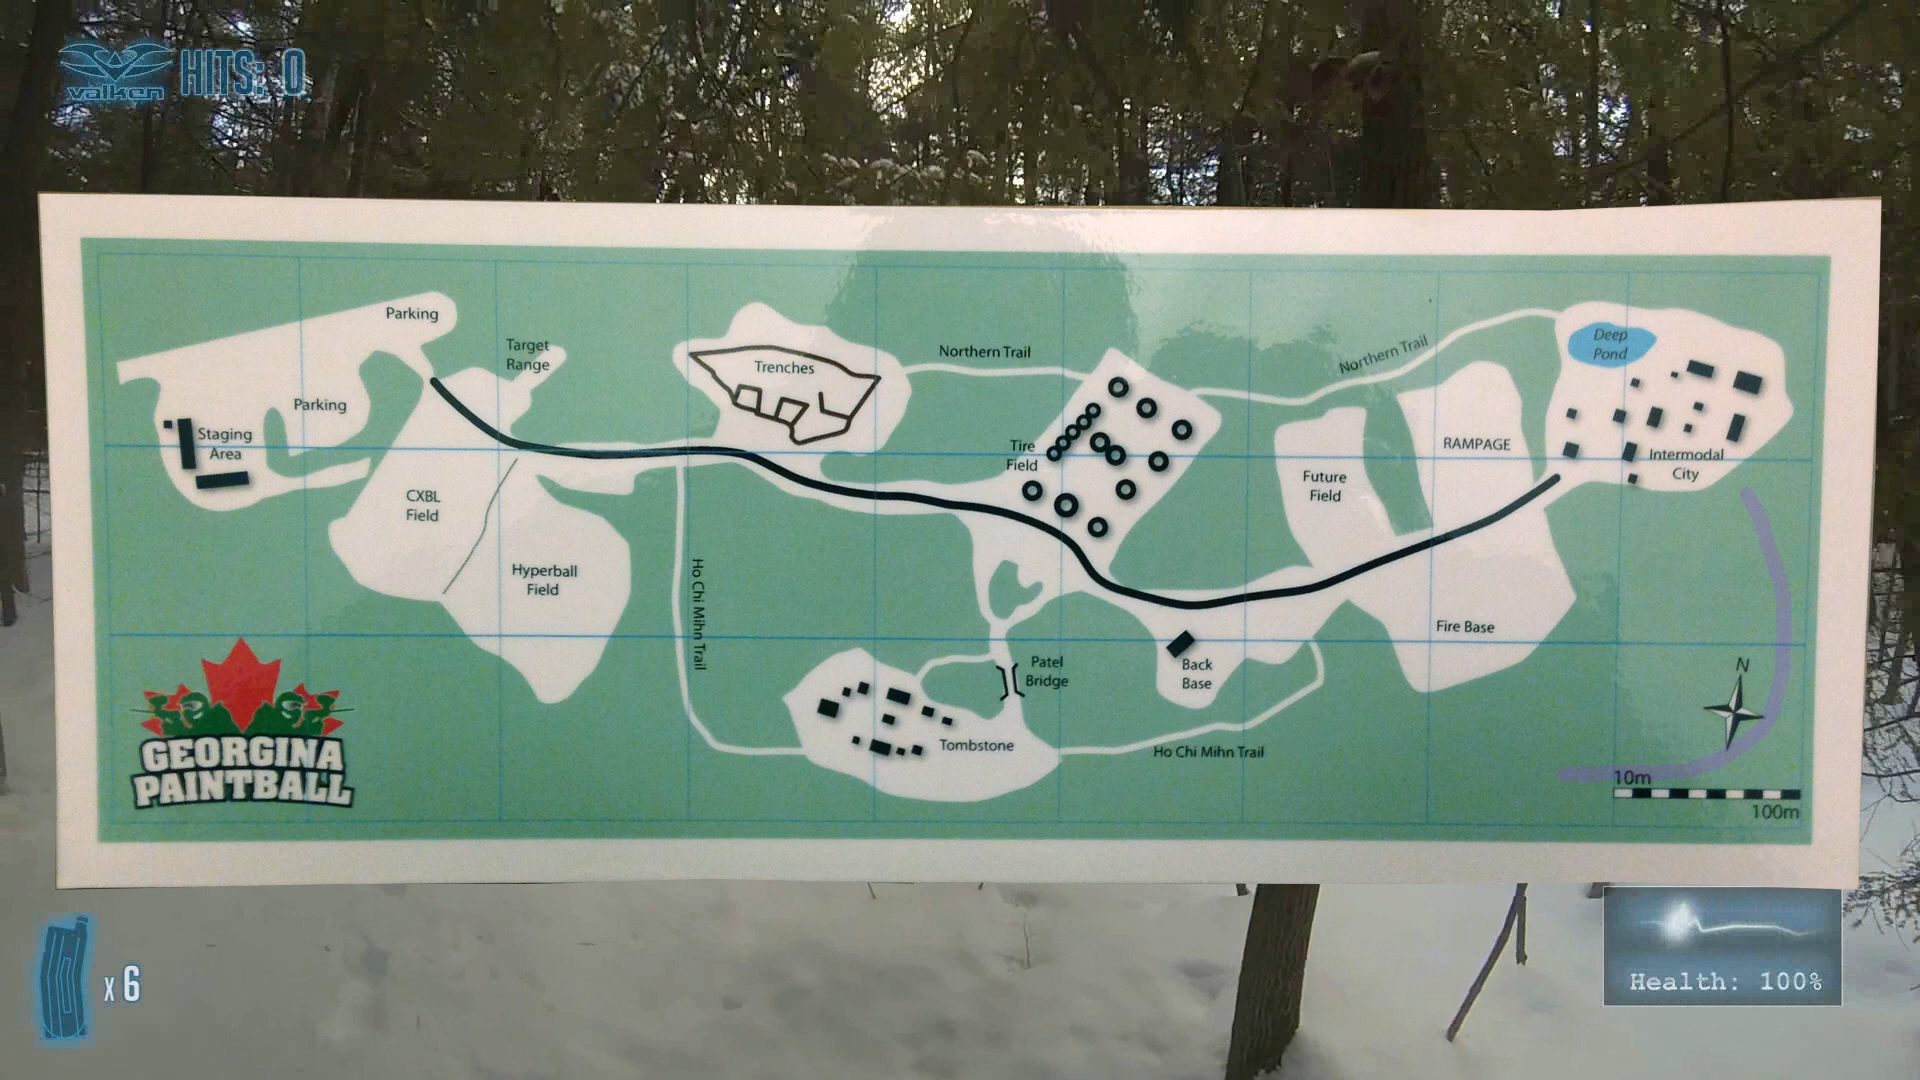 valken
HITS: 0
Parking
Target
Range
Trenches
Northern Trail
Northern Trail
Deep
Pond
Parking
Staging
Area
Tire
Field
RAMPAGE
Intermodal
City
Future
Field
CXBL
Field
Hyperball
Field
Ho Chi Mihn Trail
Fire Base
Patel
Bridge
Back
Base
N
Tombstone
Ho Chi Mihn Trail
GEORGINA
PAINTBALL
10m
100m
x 6
Health: 100%